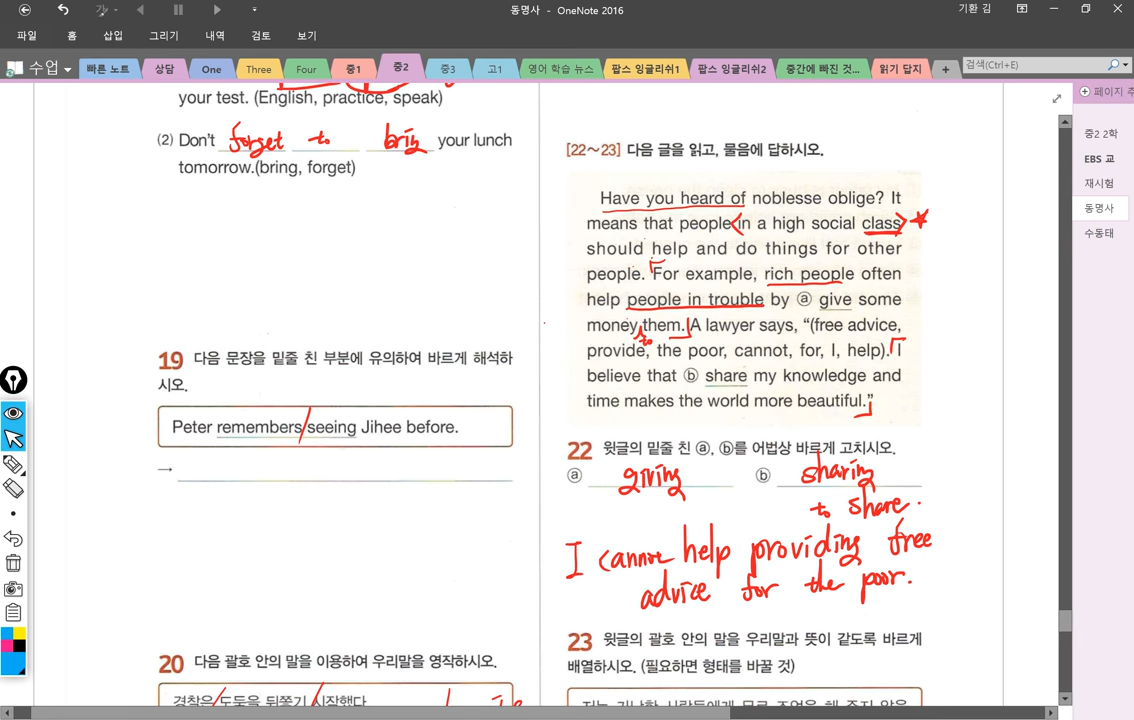 동명사 - OneNote 2016
기환 김
파일 홈 삽입 그리기 내역 검토 보기
수업 빠른 노트 상담 One Three Four 중1 중2 중3 고1 영어 학습 뉴스 팝스 잉글리쉬1 팝스 잉글리쉬2 중간에 빠진 것... 읽기 답지 +
검색(Ctrl+E)
페이지 추
중2 2학
EBS 교
재시험
동명사
수동태
your test. (English, practice, speak)
(2) Don't forget to bring your lunch
tomorrow.(bring, forget)
19 다음 문장을 밑줄 친 부분에 유의하여 바르게 해석하
시오.
Peter remembers/seeing Jihee before.
→
20 다음 괄호 안의 말을 이용하여 우리말을 영작하시오.
경찰은/도둑을 뒤쫓기/시작했다
[22~23] 다음 글을 읽고, 물음에 답하시오.
Have you heard of noblesse oblige? It
means that people <in a high social class> ★
should help and do things for other
people. 「For example, rich people often
help people in trouble by ⓐ give some
money them.」 A lawyer says, "(free advice,
to
provide, the poor, cannot, for, I, help).「I
believe that ⓑ share my knowledge and
time makes the world more beautiful."」
22 윗글의 밑줄 친 ⓐ, ⓑ를 어법상 바르게 고치시오.
ⓐ giving ⓑ sharing
to share.
I cannot help providing free
advice for the poor.
23 윗글의 괄호 안의 말을 우리말과 뜻이 같도록 바르게
배열하시오. (필요하면 형태를 바꿀 것)